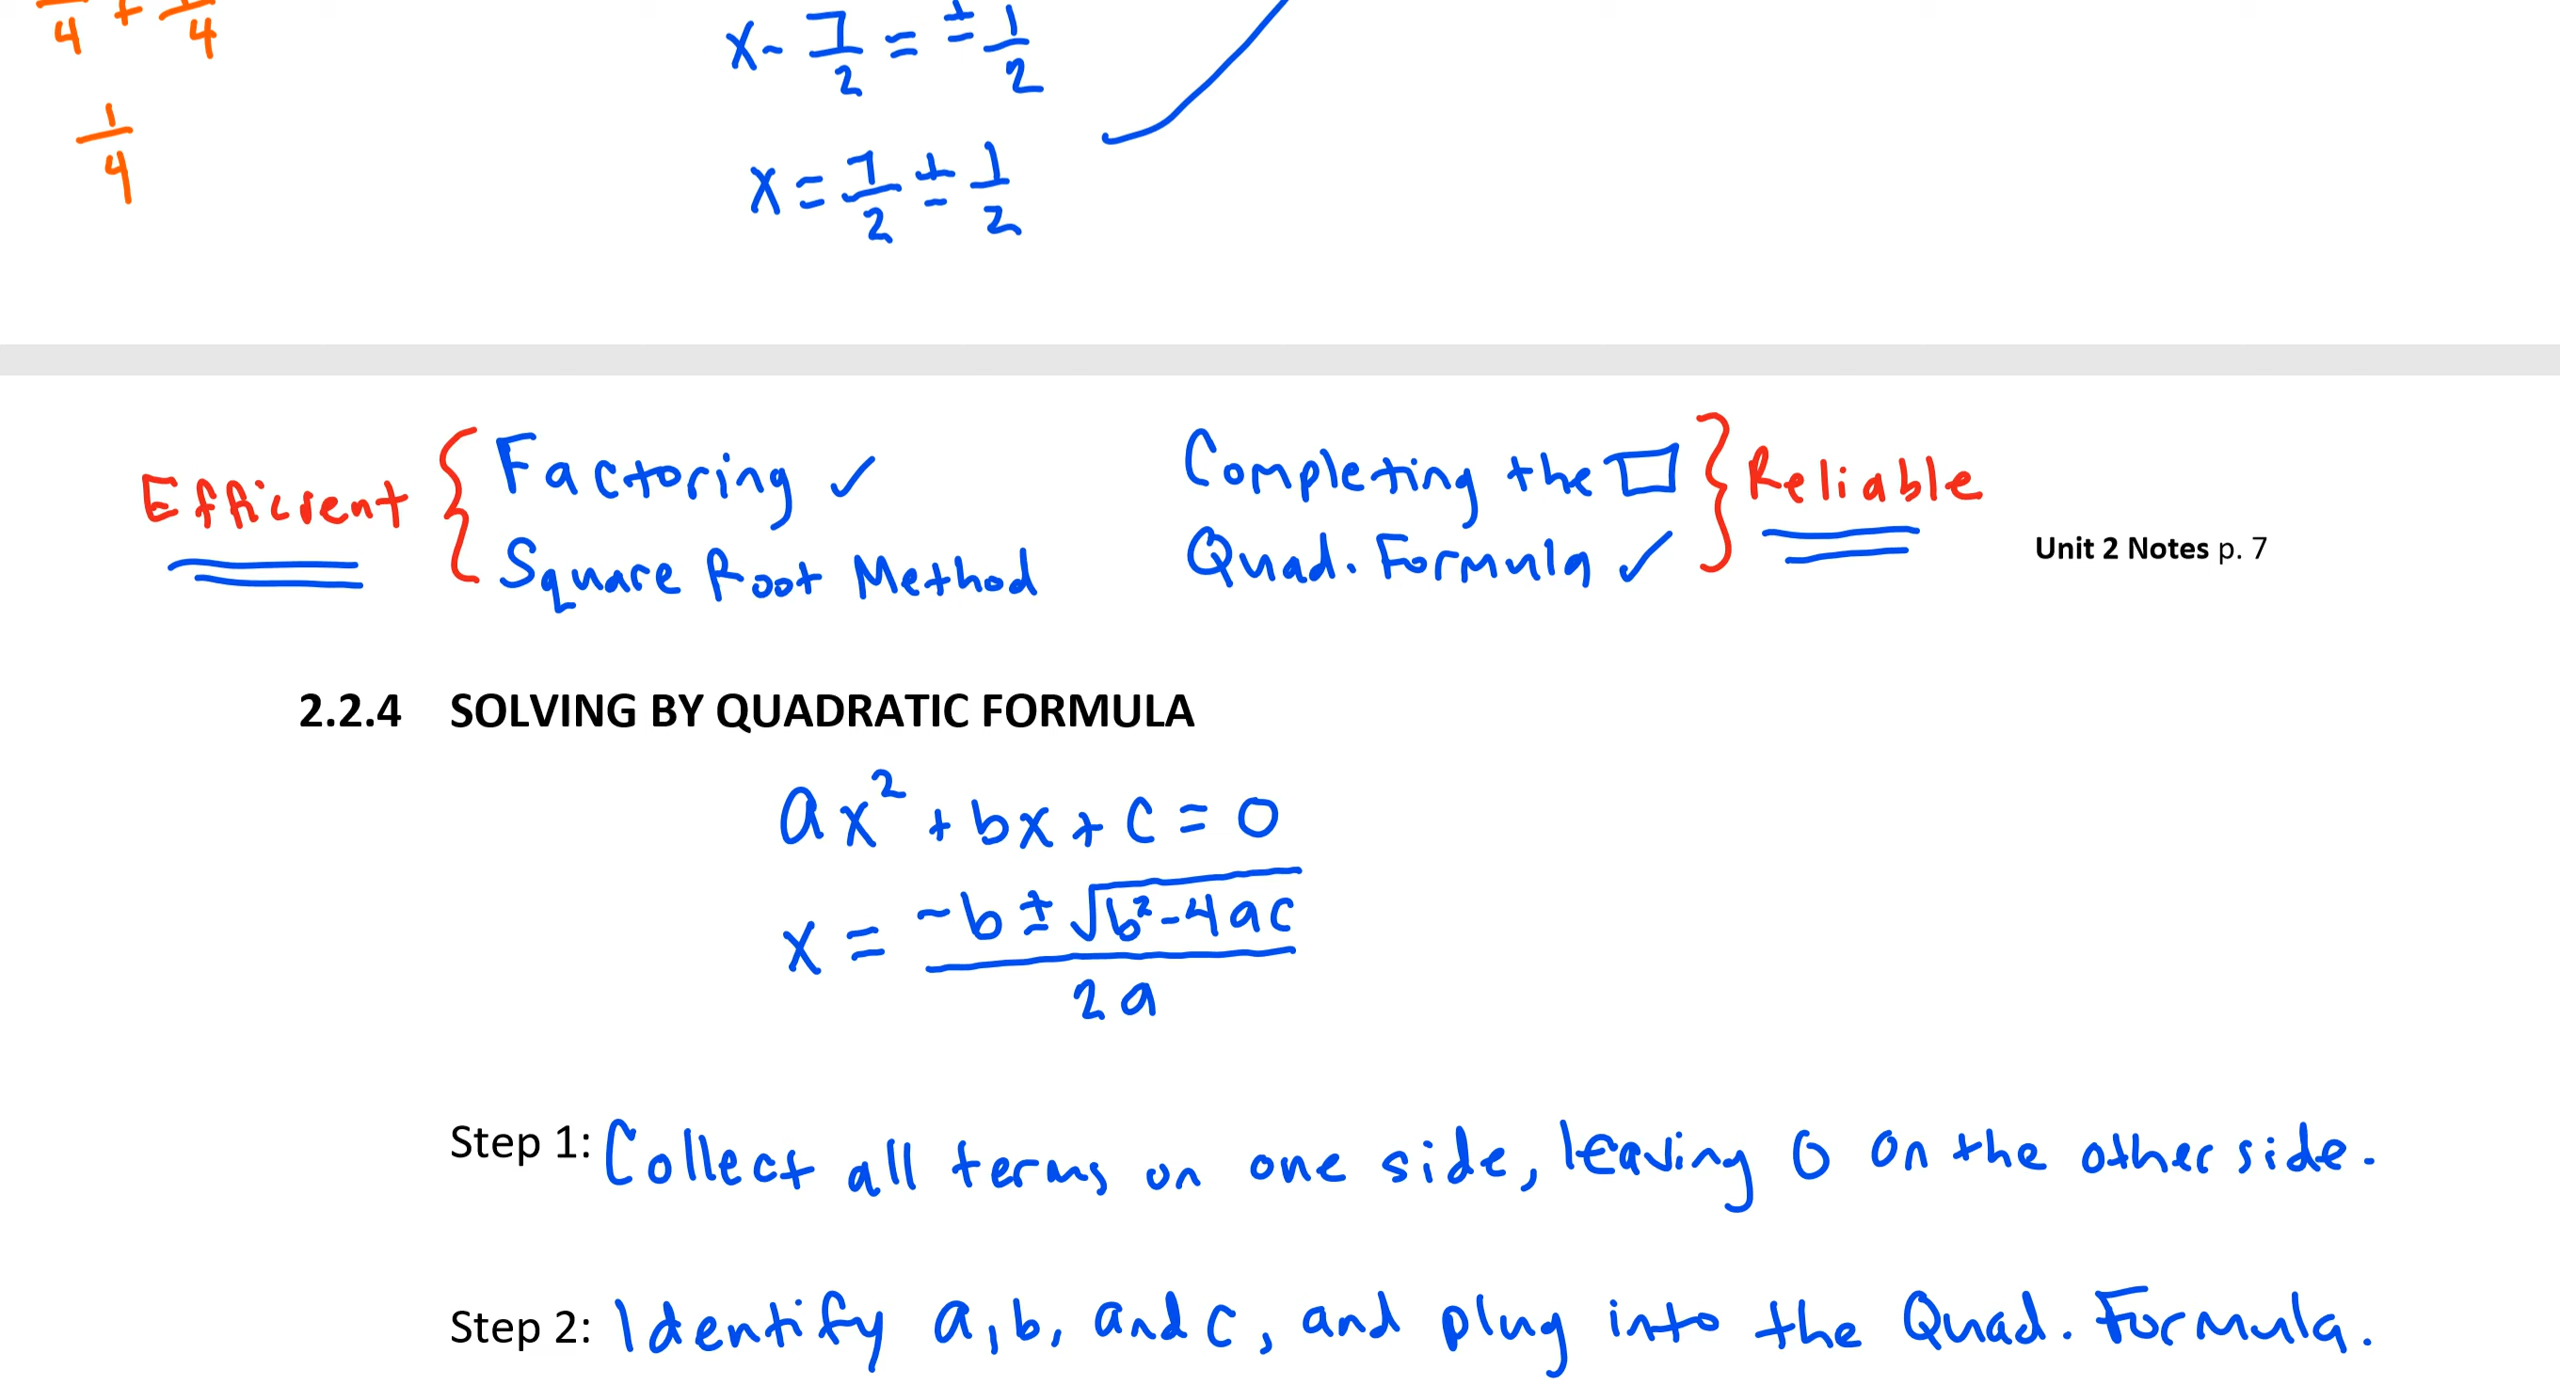 4 + 4
x - 7/2 = ± 1/2
1/4
x = 7/2 ± 1/2
Efficient { Factoring ✓ Completing the □ } Reliable
Square Root Method Quad. Formula ✓
Unit 2 Notes p. 7
2.2.4 SOLVING BY QUADRATIC FORMULA
ax² + bx + c = 0
x = -b ± √b²-4ac / 2a
Step 1: Collect all terms on one side, leaving 0 on the other side.
Step 2: Identify a, b, and c, and plug into the Quad. Formula.